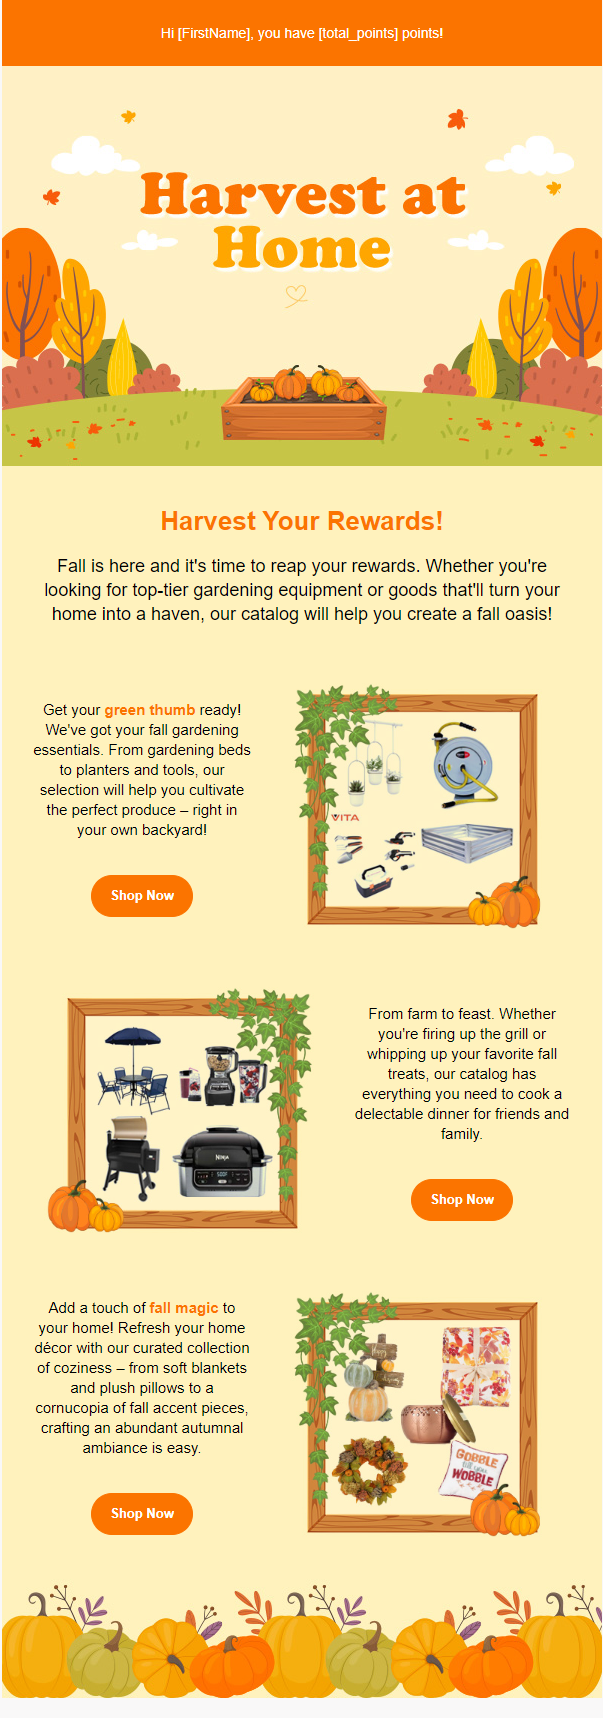 Hi [FirstName], you have [total_points] points!
Harvest at
Home
Harvest Your Rewards!
Fall is here and it's time to reap your rewards. Whether you're
looking for top-tier gardening equipment or goods that'll turn your
home into a haven, our catalog will help you create a fall oasis!
Get your green thumb ready!
We've got your fall gardening
essentials. From gardening beds
to planters and tools, our
selection will help you cultivate
the perfect produce – right in
your own backyard!
Shop Now
VITA
From farm to feast. Whether
you're firing up the grill or
whipping up your favorite fall
treats, our catalog has
everything you need to cook a
delectable dinner for friends and
family.
Shop Now
NINJA
Add a touch of fall magic to
your home! Refresh your home
décor with our curated collection
of coziness – from soft blankets
and plush pillows to a
cornucopia of fall accent pieces,
crafting an abundant autumnal
ambiance is easy.
Shop Now
GOBBLE
WOBBLE